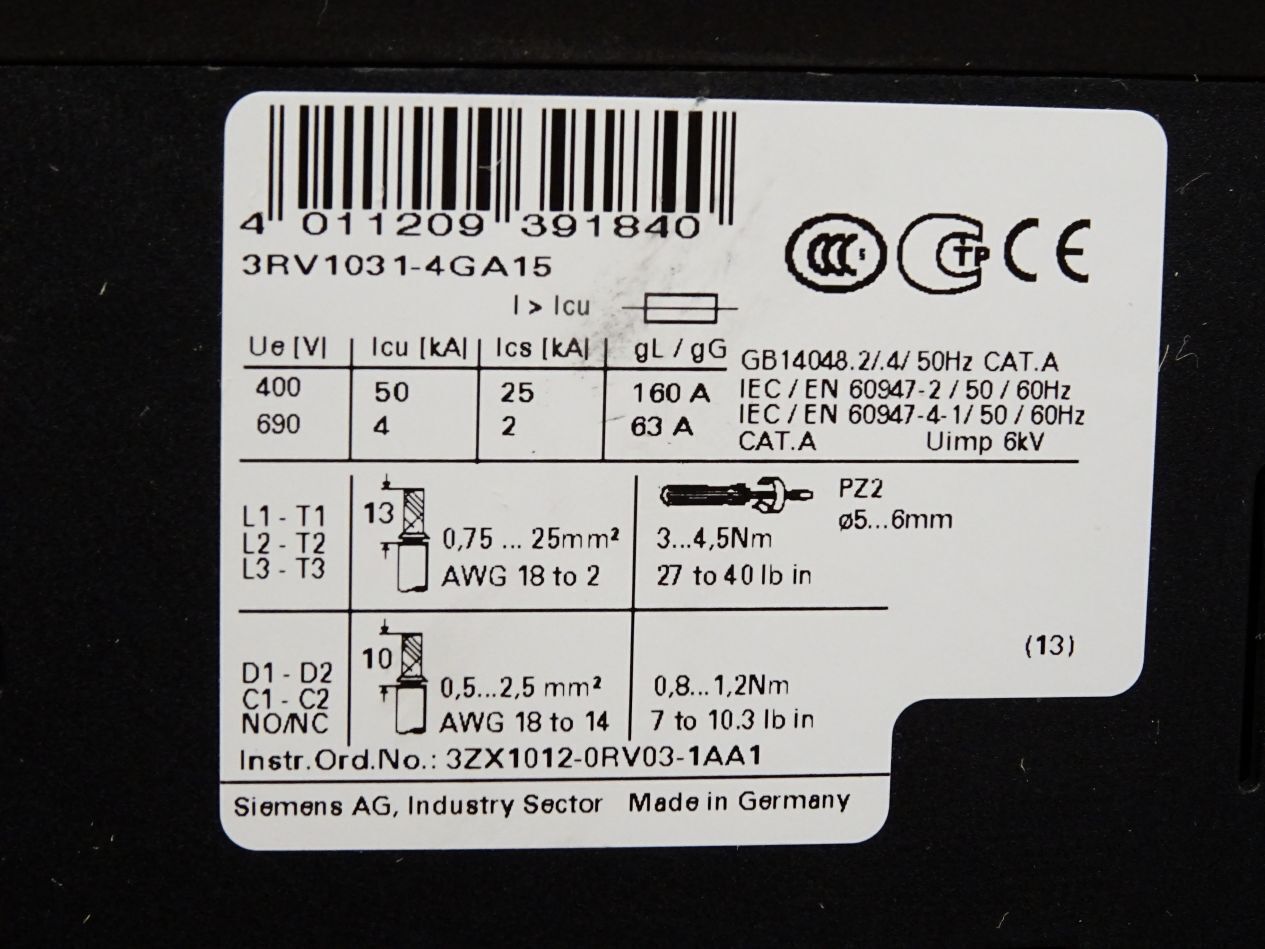 4 011209 391840
3RV1031-4GA15
CCC S
C TP
CE
I > Icu
Ue [V] Icu [kA] Ics [kA] gL / gG
400 50 25 160 A
690 4 2 63 A
GB14048.2/.4/ 50Hz CAT.A
IEC / EN 60947-2 / 50 / 60Hz
IEC / EN 60947-4-1/ 50 / 60Hz
CAT.A Uimp 6kV
L1 - T1
L2 - T2
L3 - T3
13
0,75 ... 25mm²
AWG 18 to 2
PZ2
ø5...6mm
3...4,5Nm
27 to 40 lb in
(13)
D1 - D2
C1 - C2
NO/NC
10
0,5...2,5 mm²
AWG 18 to 14
0,8...1,2Nm
7 to 10.3 lb in
Instr.Ord.No.: 3ZX1012-0RV03-1AA1
Siemens AG, Industry Sector Made in Germany